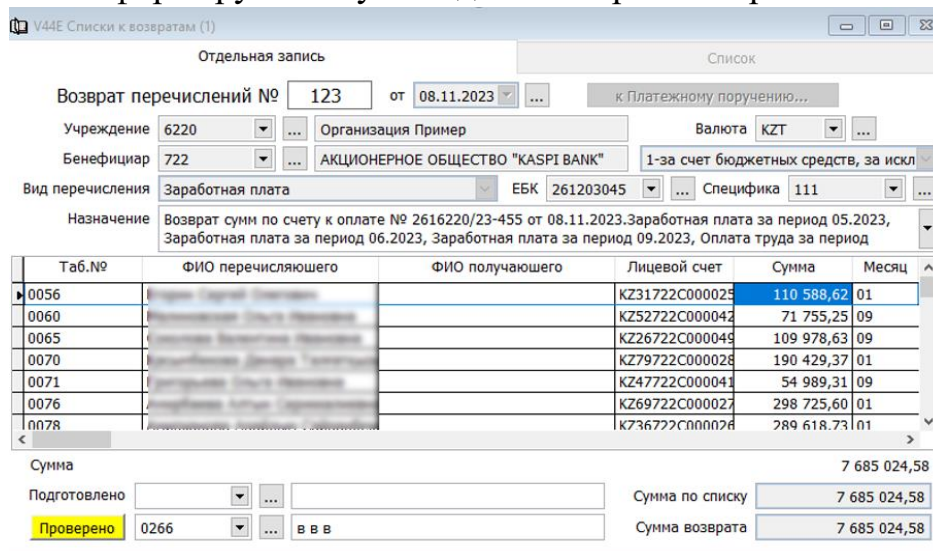 V44E Списки к возвратам (1)
Отдельная запись Список
Возврат перечислений № 123 от 08.11.2023 ... к Платежному поручению...
Учреждение 6220 ... Организация Пример Валюта KZT ...
Бенефициар 722 ... АКЦИОНЕРНОЕ ОБЩЕСТВО "KASPI BANK" 1-за счет бюджетных средств, за искл
Вид перечисления Заработная плата ЕБК 261203045 ... Специфика 111 ...
Назначение Возврат сумм по счету к оплате № 2616220/23-455 от 08.11.2023.Заработная плата за период 05.2023,
Заработная плата за период 06.2023, Заработная плата за период 09.2023, Оплата труда за период
Таб.№ ФИО перечисляюшего ФИО получаюшего Лицевой счет Сумма Месяц
0056 KZ31722C000025 110 588,62 01
0060 KZ52722C000042 71 755,25 09
0065 KZ26722C000049 109 978,63 09
0070 KZ79722C000028 190 429,37 01
0071 KZ47722C000041 54 989,31 09
0076 KZ69722C000027 298 725,60 01
0078 KZ36722C000026 289 618,73 01
Сумма 7 685 024,58
Подготовлено ... Сумма по списку 7 685 024,58
Проверено 0266 ... в в в Сумма возврата 7 685 024,58